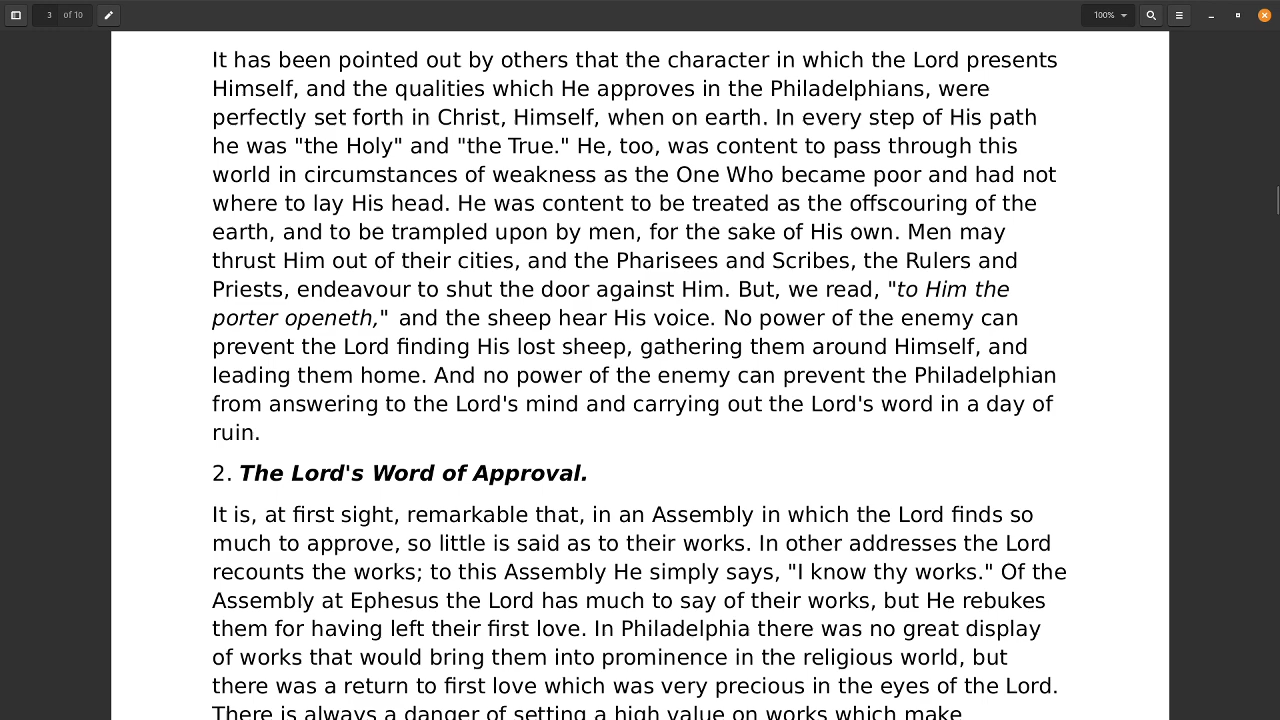 3 of 10
100%
It has been pointed out by others that the character in which the Lord presents
Himself, and the qualities which He approves in the Philadelphians, were
perfectly set forth in Christ, Himself, when on earth. In every step of His path
he was "the Holy" and "the True." He, too, was content to pass through this
world in circumstances of weakness as the One Who became poor and had not
where to lay His head. He was content to be treated as the offscouring of the
earth, and to be trampled upon by men, for the sake of His own. Men may
thrust Him out of their cities, and the Pharisees and Scribes, the Rulers and
Priests, endeavour to shut the door against Him. But, we read, "to Him the
porter openeth," and the sheep hear His voice. No power of the enemy can
prevent the Lord finding His lost sheep, gathering them around Himself, and
leading them home. And no power of the enemy can prevent the Philadelphian
from answering to the Lord's mind and carrying out the Lord's word in a day of
ruin.
2. The Lord's Word of Approval.
It is, at first sight, remarkable that, in an Assembly in which the Lord finds so
much to approve, so little is said as to their works. In other addresses the Lord
recounts the works; to this Assembly He simply says, "I know thy works." Of the
Assembly at Ephesus the Lord has much to say of their works, but He rebukes
them for having left their first love. In Philadelphia there was no great display
of works that would bring them into prominence in the religious world, but
there was a return to first love which was very precious in the eyes of the Lord.
There is always a danger of setting a high value on works which make